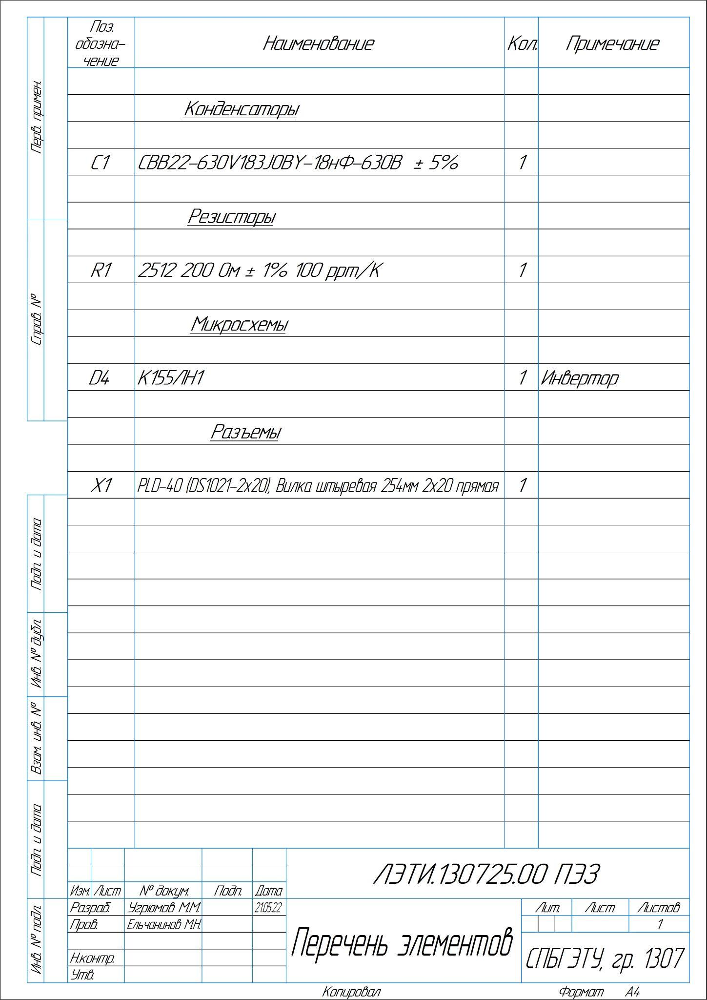 Поз. обозна-чение Наименование Кол. Примечание
Конденсаторы
C1 CBB22-630V183J0BY-18нФ-630В ± 5% 1
Резисторы
R1 2512 200 Ом ± 1% 100 ppm/K 1
Микросхемы
D4 К155ЛН1 1 Инвертор
Разъемы
X1 PLD-40 (DS1021-2x20), Вилка штыревая 254мм 2x20 прямая 1
Перв. примен.
Справ. №
Подп. и дата
Инв. № дубл.
Взам. инв. №
Подп. и дата
Инв. № подл.
ЛЭТИ.130725.00 ПЭ3
Изм. Лист № докум. Подп. Дата
Разраб. Угрюмов М.М. 21.05.22
Пров. Ельчанинов М.Н.
Н.контр.
Утв.
Перечень элементов
Лит. Лист Листов
1
СПБГЭТУ, гр. 1307
Копировал Формат А4